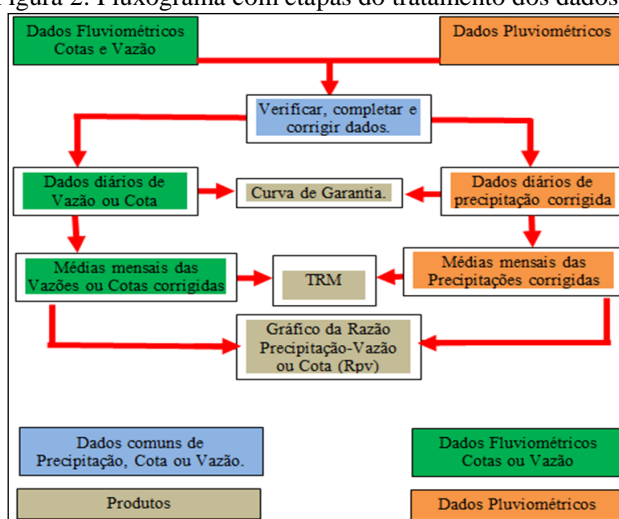 Figura 2: Fluxograma com etapas do tratamento dos dados
Dados Fluviométricos
Cotas e Vazão
Dados Pluviométricos
Verificar, completar e
corrigir dados.
Dados diários de
Vazão ou Cota
Curva de Garantia.
Dados diários de
precipitação corrigida
Médias mensais das
Vazões ou Cotas corrigidas
TRM
Médias mensais das
Precipitações corrigidas
Gráfico da Razão
Precipitação-Vazão
ou Cota (Rpv)
Dados comuns de
Precipitação, Cota ou Vazão.
Dados Fluviométricos
Cotas ou Vazão
Produtos
Dados Pluviométricos